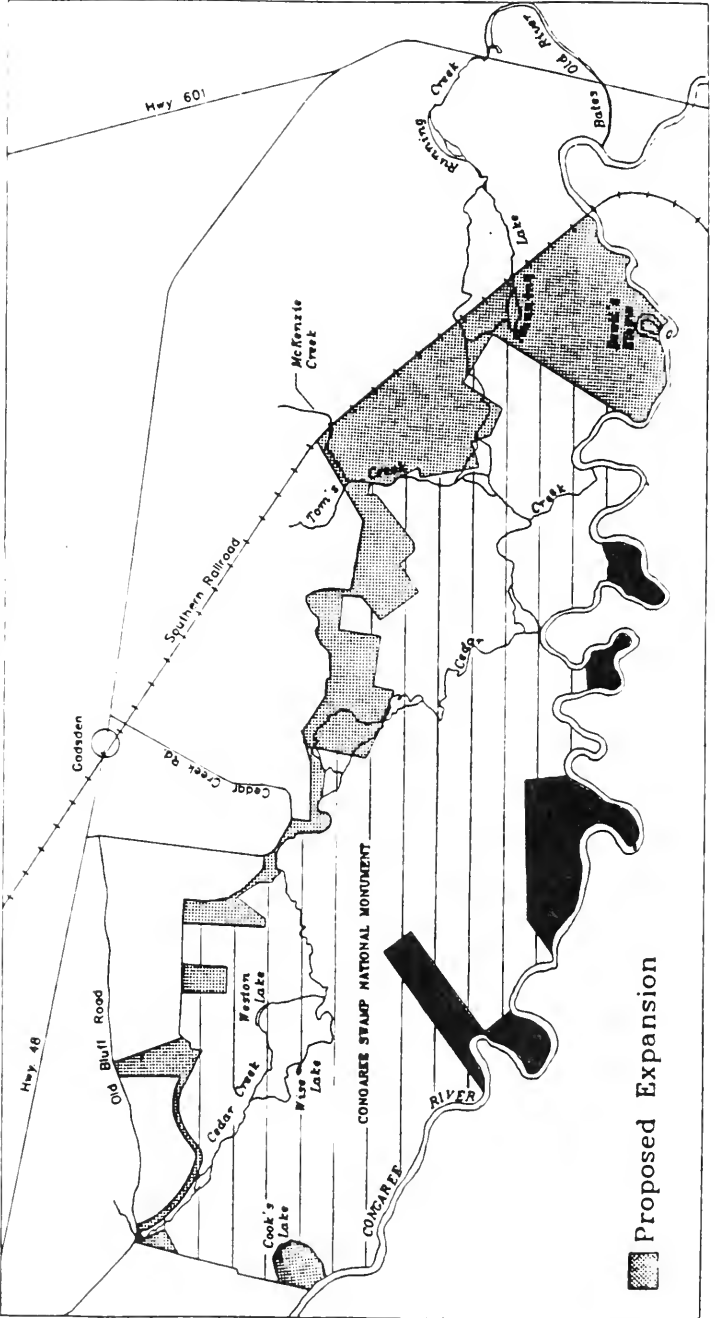 Hwy 48
Hwy 601
Gadsden
Southern Railroad
Old Bluff Road
Cedar
Creek Rd
McKenzie
Creek
Tom's
Creek
Running
Creek
Bates
Old River
Running
Lake
Cedar Creek
Weston
Lake
Wise
Lake
Cook's
Lake
Cedar
Creek
CONGAREE SWAMP NATIONAL MONUMENT
CONGAREE
RIVER
Proposed Expansion